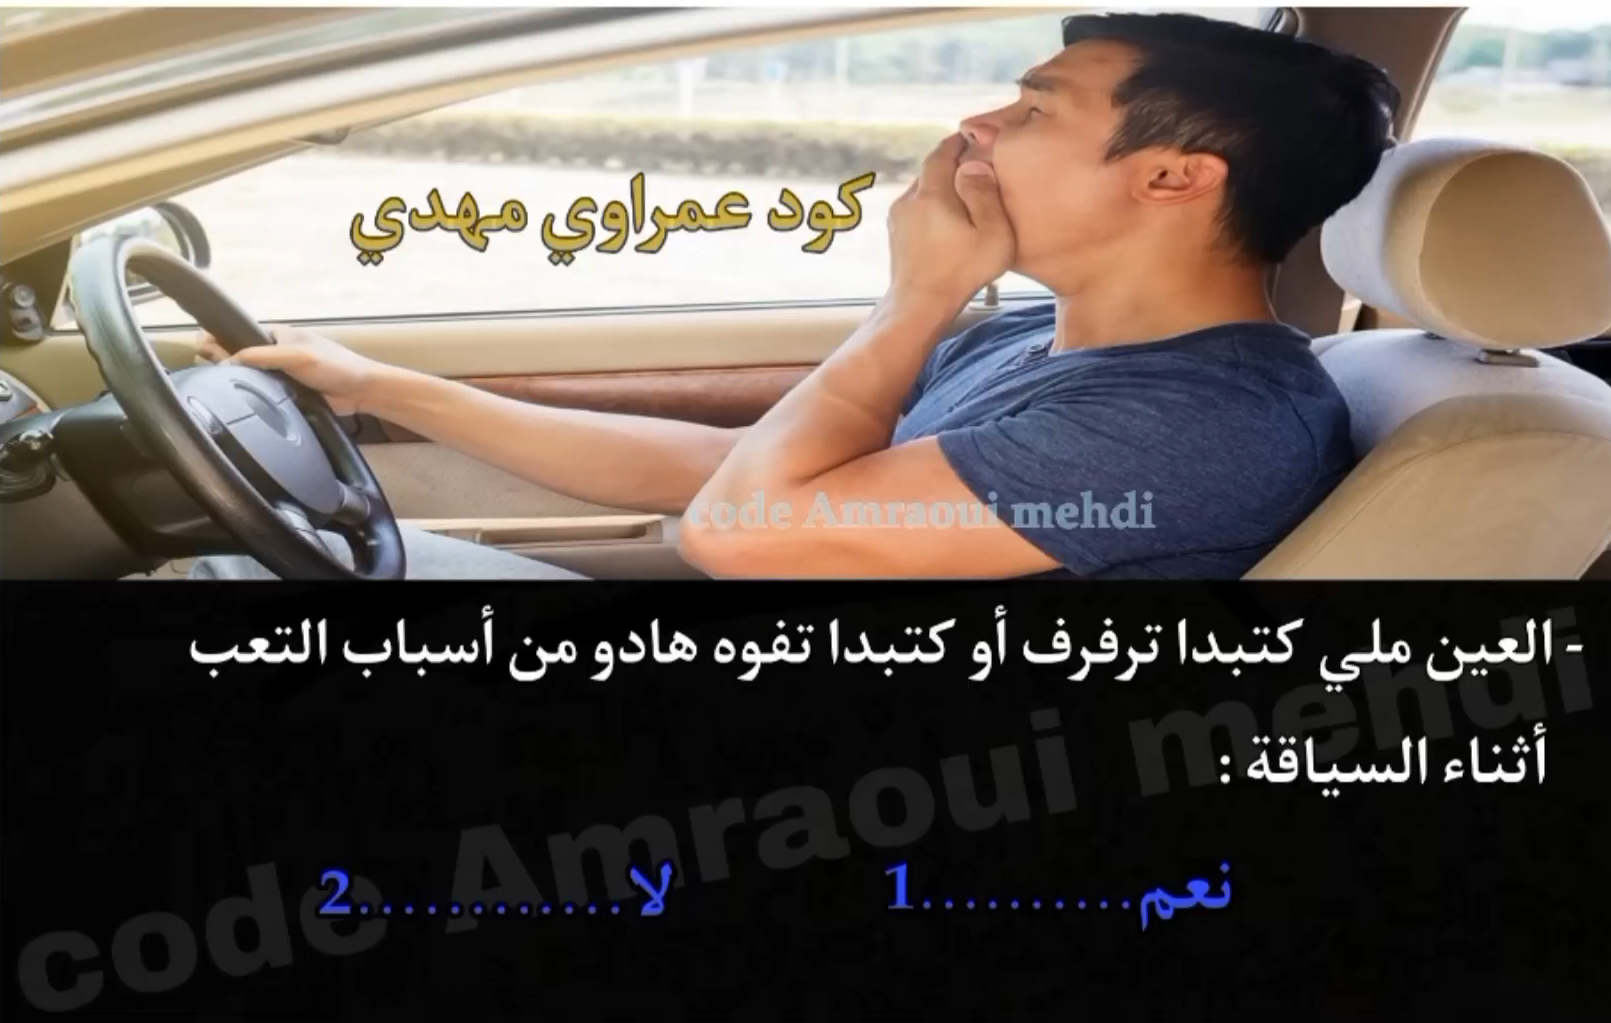 كود عمراوي مهدي
code Amraoui mehdi
- العين ملي كتبدا ترفرف أو كتبدا تفوه هادو من أسباب التعب
أثناء السياقة :
نعم..........1 لا.............2
code Amraoui mehdi